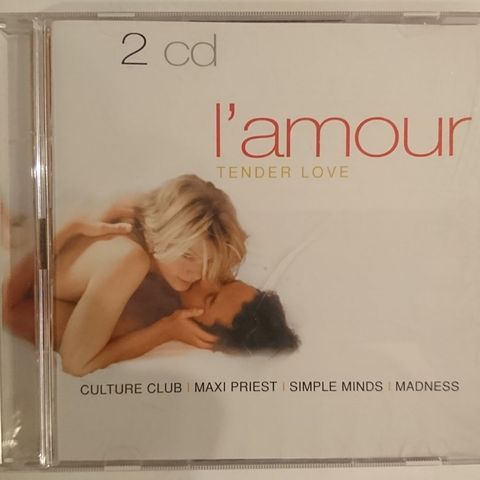 2 cd
l'amour
TENDER LOVE
CULTURE CLUB | MAXI PRIEST | SIMPLE MINDS | MADNESS